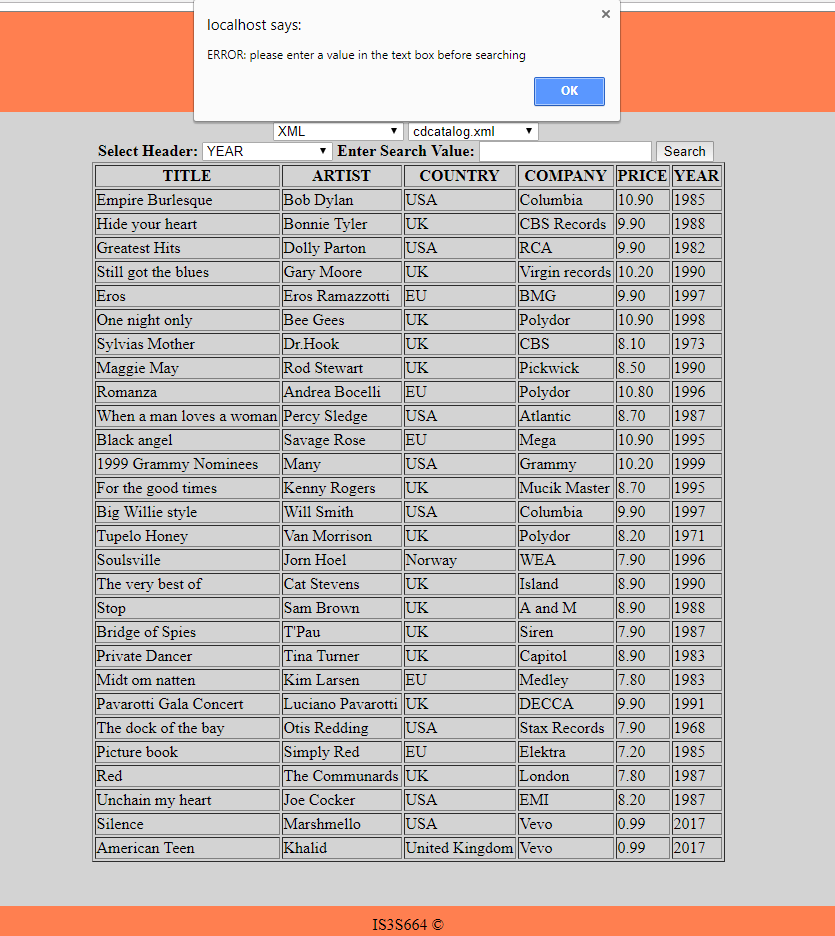 localhost says:
ERROR: please enter a value in the text box before searching
OK
XML cdcatalog.xml
Select Header: YEAR Enter Search Value: Search
TITLE ARTIST COUNTRY COMPANY PRICE YEAR
Empire Burlesque Bob Dylan USA Columbia 10.90 1985
Hide your heart Bonnie Tyler UK CBS Records 9.90 1988
Greatest Hits Dolly Parton USA RCA 9.90 1982
Still got the blues Gary Moore UK Virgin records 10.20 1990
Eros Eros Ramazzotti EU BMG 9.90 1997
One night only Bee Gees UK Polydor 10.90 1998
Sylvias Mother Dr.Hook UK CBS 8.10 1973
Maggie May Rod Stewart UK Pickwick 8.50 1990
Romanza Andrea Bocelli EU Polydor 10.80 1996
When a man loves a woman Percy Sledge USA Atlantic 8.70 1987
Black angel Savage Rose EU Mega 10.90 1995
1999 Grammy Nominees Many USA Grammy 10.20 1999
For the good times Kenny Rogers UK Mucik Master 8.70 1995
Big Willie style Will Smith USA Columbia 9.90 1997
Tupelo Honey Van Morrison UK Polydor 8.20 1971
Soulsville Jorn Hoel Norway WEA 7.90 1996
The very best of Cat Stevens UK Island 8.90 1990
Stop Sam Brown UK A and M 8.90 1988
Bridge of Spies T'Pau UK Siren 7.90 1987
Private Dancer Tina Turner UK Capitol 8.90 1983
Midt om natten Kim Larsen EU Medley 7.80 1983
Pavarotti Gala Concert Luciano Pavarotti UK DECCA 9.90 1991
The dock of the bay Otis Redding USA Stax Records 7.90 1968
Picture book Simply Red EU Elektra 7.20 1985
Red The Communards UK London 7.80 1987
Unchain my heart Joe Cocker USA EMI 8.20 1987
Silence Marshmello USA Vevo 0.99 2017
American Teen Khalid United Kingdom Vevo 0.99 2017
IS3S664 ©